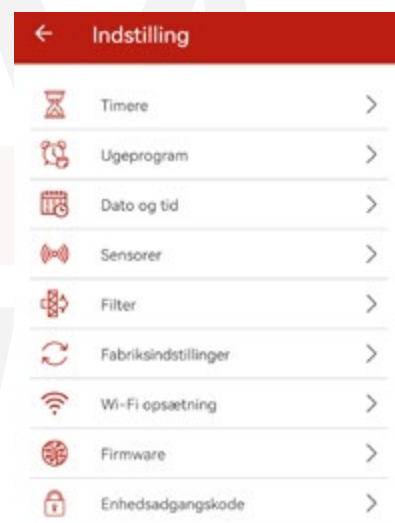 Indstilling
Timere
Ugeprogram
Dato og tid
Sensorer
Filter
Fabriksindstillinger
Wi-Fi opsætning
Firmware
Enhedsadgangskode